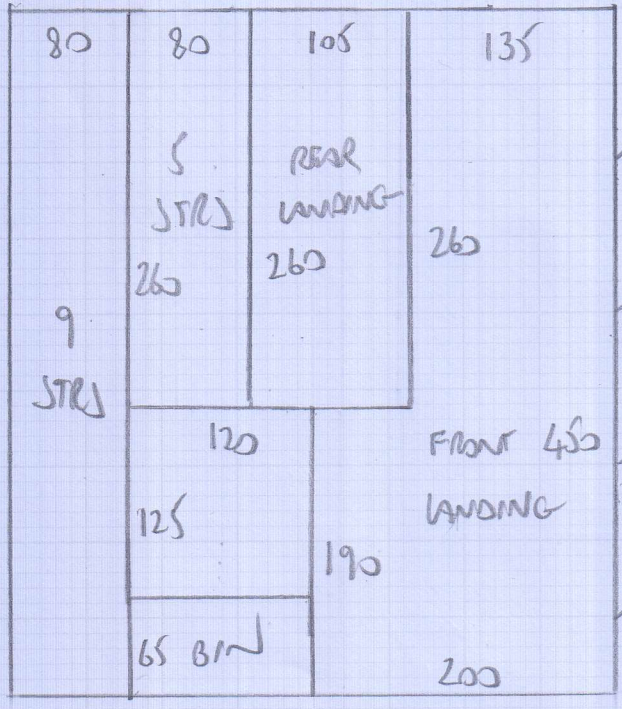 80 80 105 135
5
STRS
260
REAR
LANDING
260
260
9
STRS
120
125
65 BIN
190
FRONT 450
LANDING
200